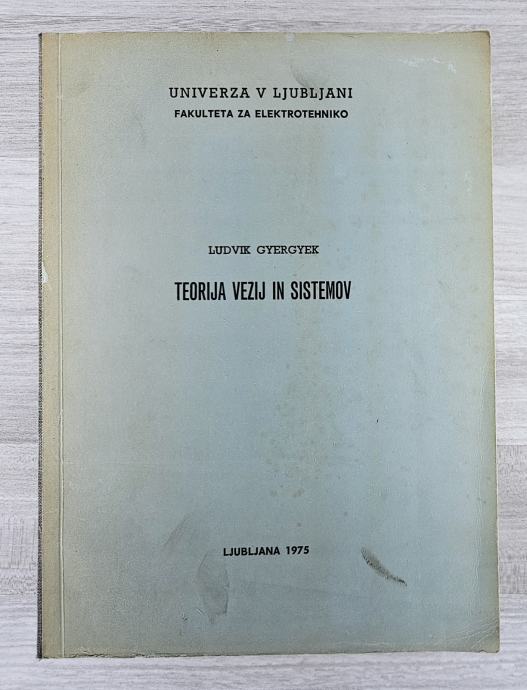 UNIVERZA V LJUBLJANI
FAKULTETA ZA ELEKTROTEHNIKO
LUDVIK GYERGYEK
TEORIJA VEZIJ IN SISTEMOV
LJUBLJANA 1975